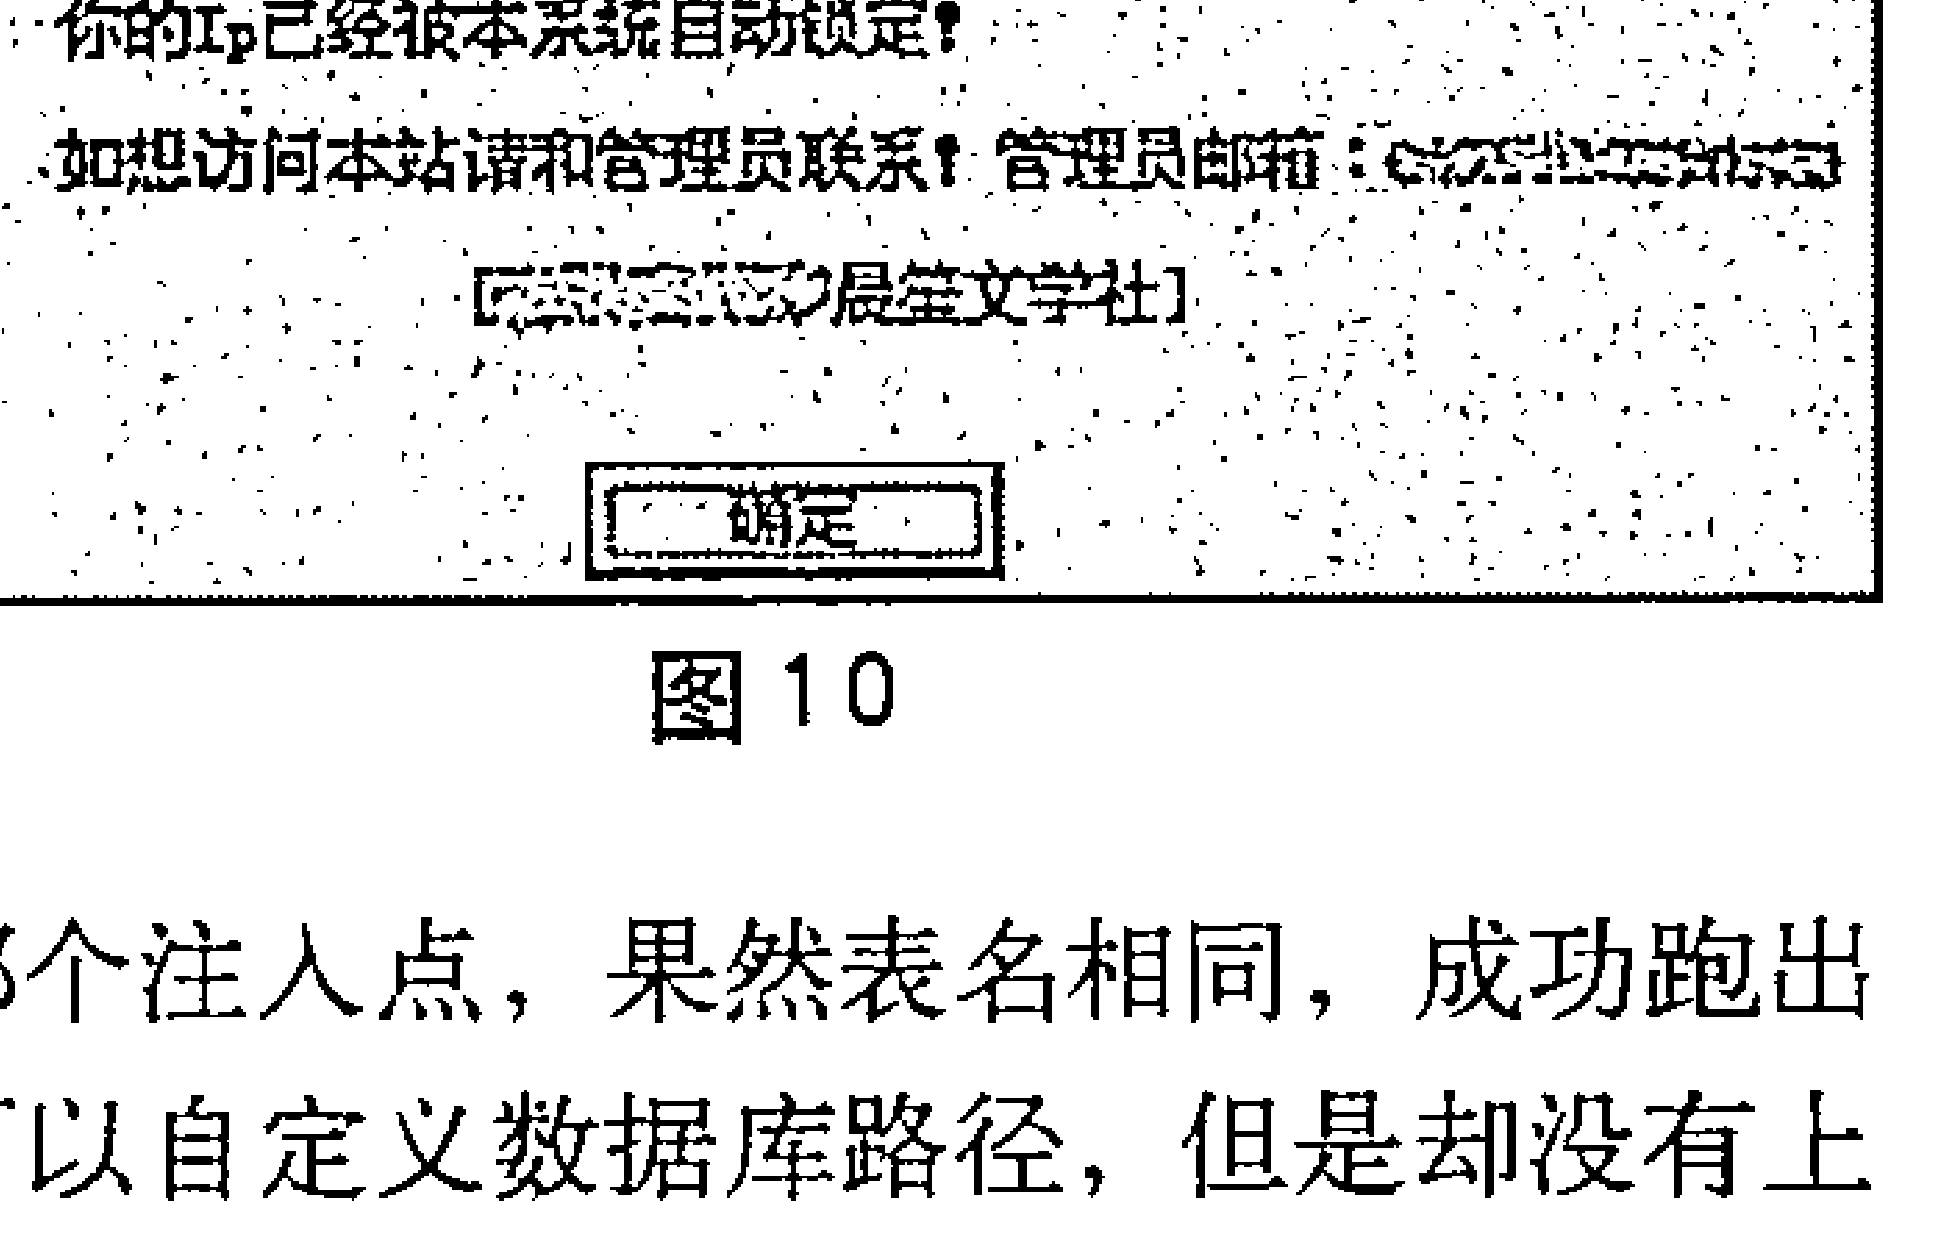 你的Ip已经被本系统自动锁定!
如想访问本站请和管理员联系! 管理员邮箱:
晨笙文学社]
确定
图10
个注入点，果然表名相同，成功跑出
以自定义数据库路径，但是却没有上